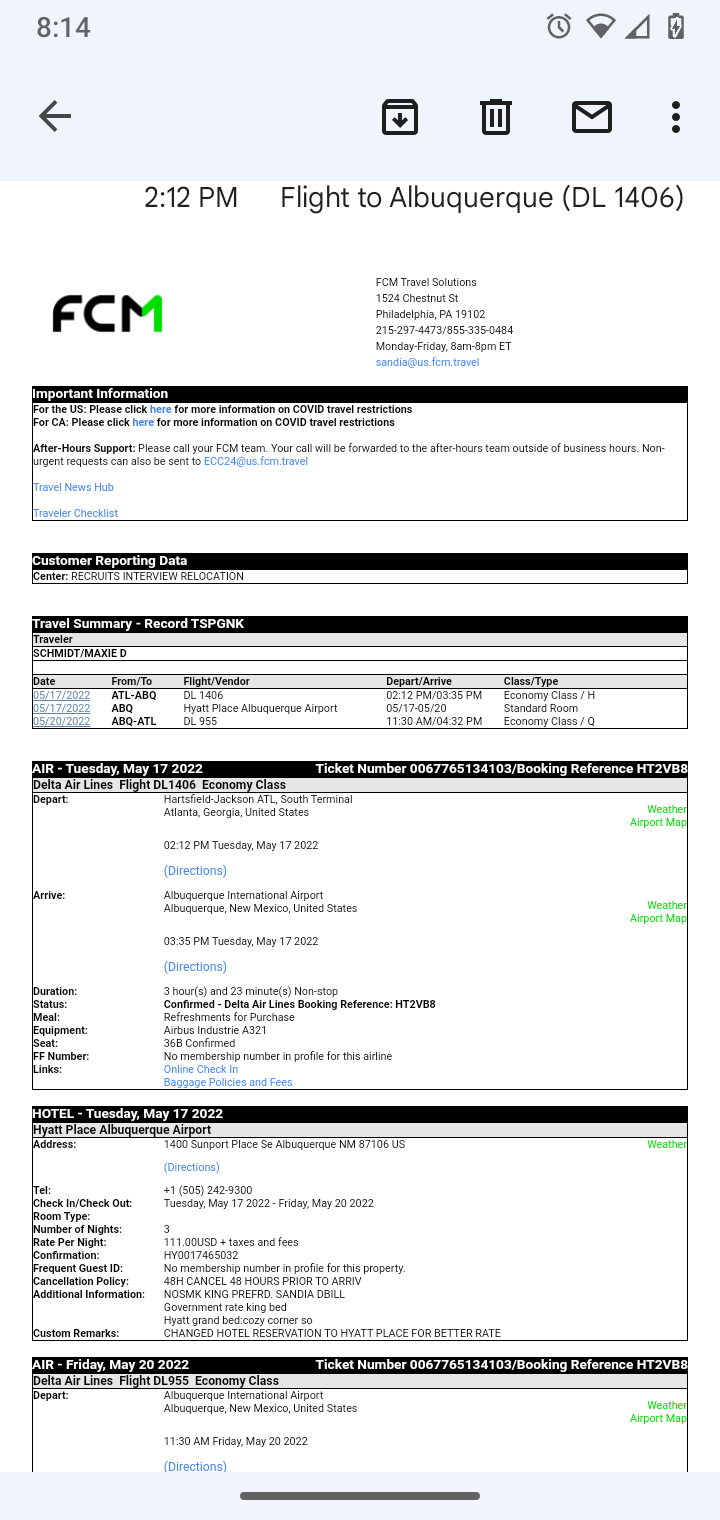 8:14
2:12 PM Flight to Albuquerque (DL 1406)
FCM
FCM Travel Solutions
1524 Chestnut St
Philadelphia, PA 19102
215-297-4473/855-335-0484
Monday-Friday, 8am-8pm ET
sandia@us.fcm.travel
Important Information
For the US: Please click here for more information on COVID travel restrictions
For CA: Please click here for more information on COVID travel restrictions
After-Hours Support: Please call your FCM team. Your call will be forwarded to the after-hours team outside of business hours. Non-
urgent requests can also be sent to ECC24@us.fcm.travel
Travel News Hub
Traveler Checklist
Customer Reporting Data
Center: RECRUITS INTERVIEW RELOCATION
Travel Summary - Record TSPGNK
Traveler
SCHMIDT/MAXIE D
Date From/To Flight/Vendor Depart/Arrive Class/Type
05/17/2022 ATL-ABQ DL 1406 02:12 PM/03:35 PM Economy Class / H
05/17/2022 ABQ Hyatt Place Albuquerque Airport 05/17-05/20 Standard Room
05/20/2022 ABQ-ATL DL 955 11:30 AM/04:32 PM Economy Class / Q
AIR - Tuesday, May 17 2022 Ticket Number 0067765134103/Booking Reference HT2VB8
Delta Air Lines Flight DL1406 Economy Class
Depart: Hartsfield-Jackson ATL, South Terminal
Atlanta, Georgia, United States Weather
Airport Map
02:12 PM Tuesday, May 17 2022
(Directions)
Arrive: Albuquerque International Airport
Albuquerque, New Mexico, United States Weather
Airport Map
03:35 PM Tuesday, May 17 2022
(Directions)
Duration: 3 hour(s) and 23 minute(s) Non-stop
Status: Confirmed - Delta Air Lines Booking Reference: HT2VB8
Meal: Refreshments for Purchase
Equipment: Airbus Industrie A321
Seat: 36B Confirmed
FF Number: No membership number in profile for this airline
Links: Online Check In
Baggage Policies and Fees
HOTEL - Tuesday, May 17 2022
Hyatt Place Albuquerque Airport
Address: 1400 Sunport Place Se Albuquerque NM 87106 US Weather
(Directions)
Tel: +1 (505) 242-9300
Check In/Check Out: Tuesday, May 17 2022 - Friday, May 20 2022
Room Type:
Number of Nights: 3
Rate Per Night: 111.00USD + taxes and fees
Confirmation: HY0017465032
Frequent Guest ID: No membership number in profile for this property.
Cancellation Policy: 48H CANCEL 48 HOURS PRIOR TO ARRIV
Additional Information: NOSMK KING PREFRD. SANDIA DBILL
Government rate king bed
Hyatt grand bed:cozy corner so
Custom Remarks: CHANGED HOTEL RESERVATION TO HYATT PLACE FOR BETTER RATE
AIR - Friday, May 20 2022 Ticket Number 0067765134103/Booking Reference HT2VB8
Delta Air Lines Flight DL955 Economy Class
Depart: Albuquerque International Airport
Albuquerque, New Mexico, United States Weather
Airport Map
11:30 AM Friday, May 20 2022
(Directions)